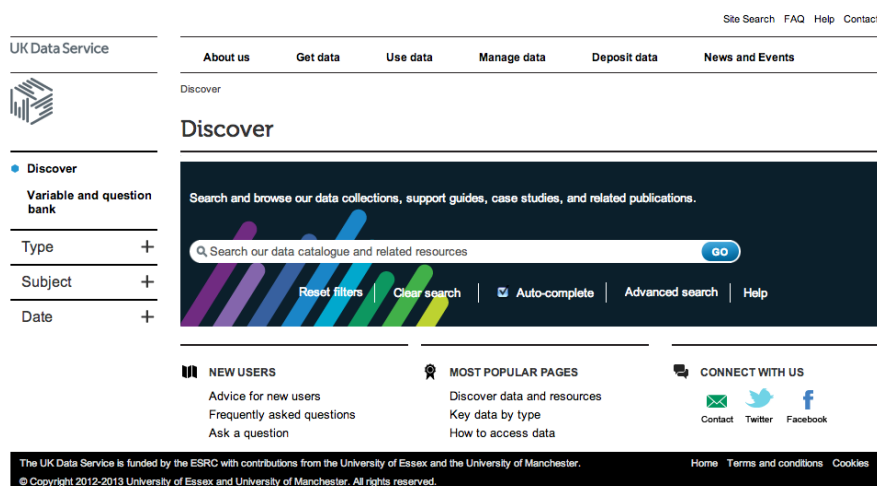 Site Search FAQ Help Contact
UK Data Service
About us Get data Use data Manage data Deposit data News and Events
Discover
Discover
Discover
Variable and question
bank
Type
Subject
Date
Search and browse our data collections, support guides, case studies, and related publications.
Search our data catalogue and related resources
GO
Reset filters Clear search Auto-complete Advanced search Help
NEW USERS
Advice for new users
Frequently asked questions
Ask a question
MOST POPULAR PAGES
Discover data and resources
Key data by type
How to access data
CONNECT WITH US
Contact Twitter Facebook
The UK Data Service is funded by the ESRC with contributions from the University of Essex and the University of Manchester.
Home Terms and conditions Cookies
© Copyright 2012-2013 University of Essex and University of Manchester. All rights reserved.